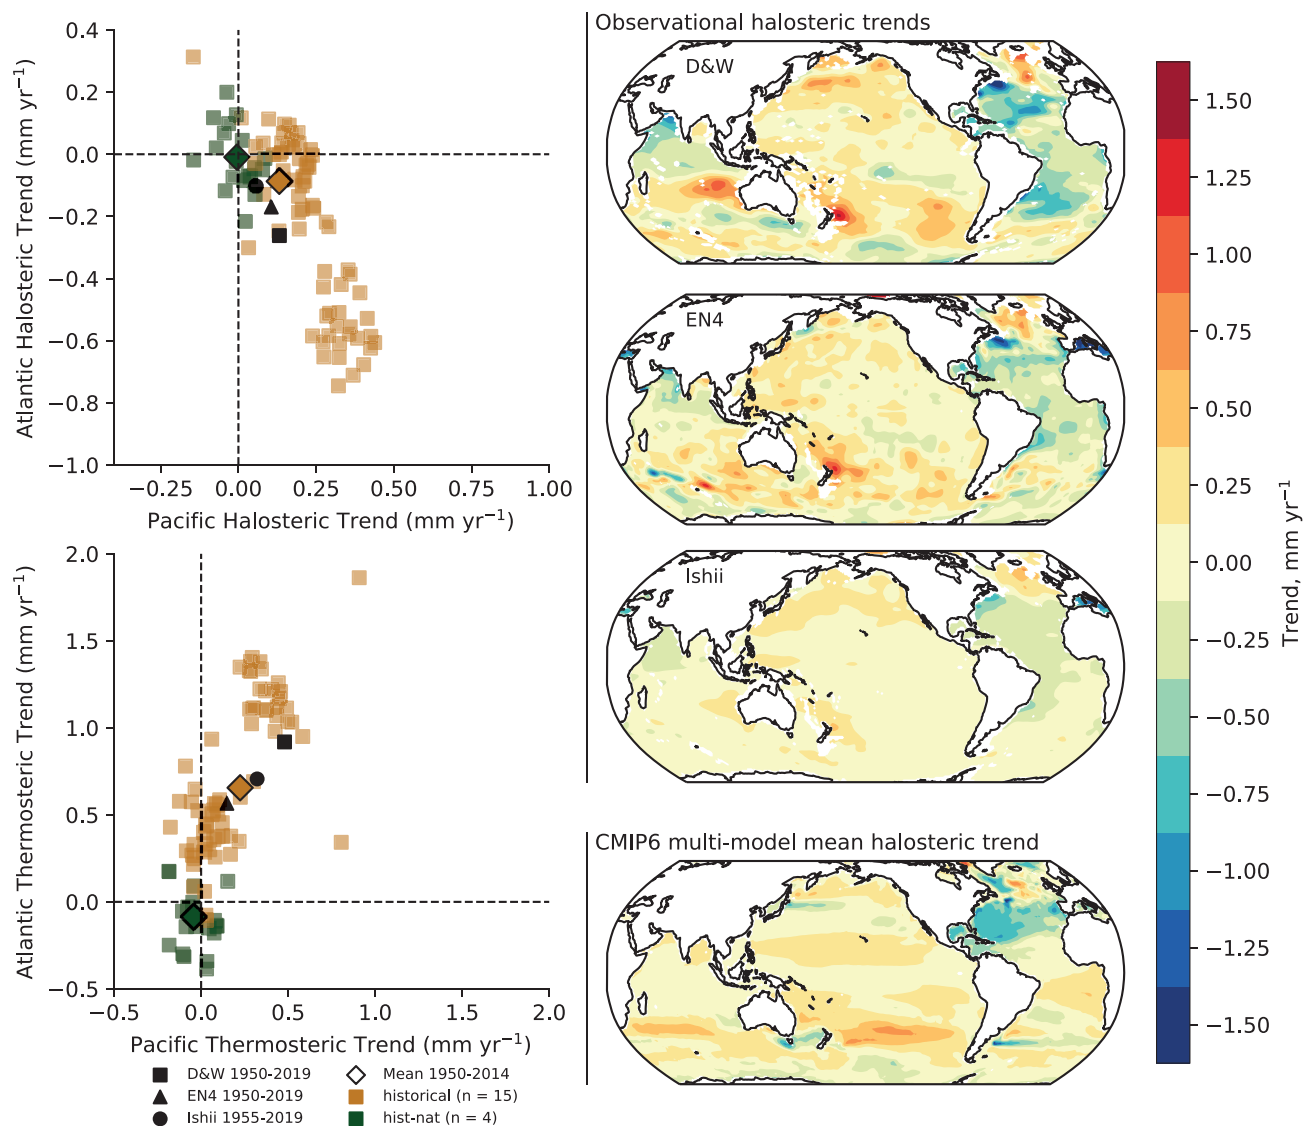 0.4
0.2
0.0
−0.2
−0.4
−0.6
−0.8
−1.0
Atlantic Halosteric Trend (mm yr⁻¹)
−0.25 0.00 0.25 0.50 0.75 1.00
Pacific Halosteric Trend (mm yr⁻¹)
2.0
1.5
1.0
0.5
0.0
−0.5
Atlantic Thermosteric Trend (mm yr⁻¹)
−0.5 0.0 0.5 1.0 1.5 2.0
Pacific Thermosteric Trend (mm yr⁻¹)
D&W 1950-2019
EN4 1950-2019
Ishii 1955-2019
Mean 1950-2014
historical (n = 15)
hist-nat (n = 4)
Observational halosteric trends
D&W
EN4
Ishii
CMIP6 multi-model mean halosteric trend
1.50
1.25
1.00
0.75
0.50
0.25
0.00
−0.25
−0.50
−0.75
−1.00
−1.25
−1.50
Trend, mm yr⁻¹